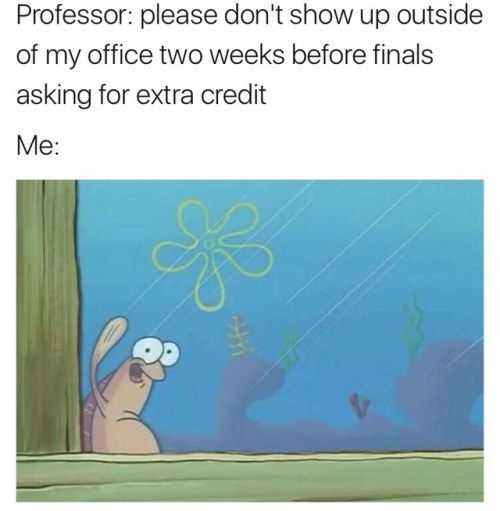 Professor: please don't show up outside
of my office two weeks before finals
asking for extra credit
Me: